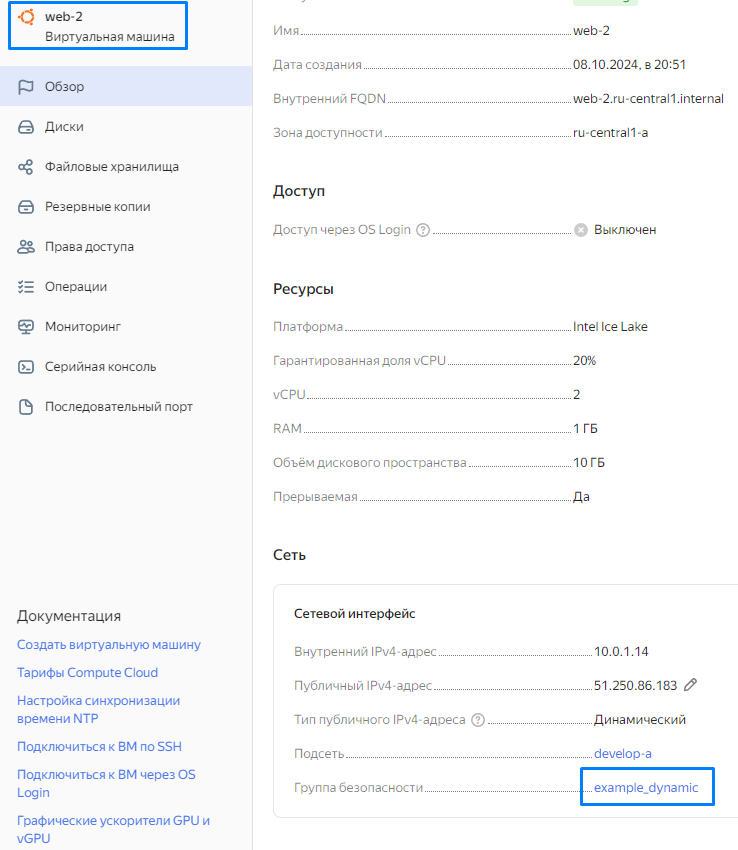 web-2
Виртуальная машина
Обзор
Диски
Файловые хранилища
Резервные копии
Права доступа
Операции
Мониторинг
Серийная консоль
Последовательный порт
Документация
Создать виртуальную машину
Тарифы Compute Cloud
Настройка синхронизации
времени NTP
Подключиться к ВМ по SSH
Подключиться к ВМ через OS
Login
Графические ускорители GPU и
vGPU
Имя web-2
Дата создания 08.10.2024, в 20:51
Внутренний FQDN web-2.ru-central1.internal
Зона доступности ru-central1-a
Доступ
Доступ через OS Login ? Выключен
Ресурсы
Платформа Intel Ice Lake
Гарантированная доля vCPU 20%
vCPU 2
RAM 1 ГБ
Объём дискового пространства 10 ГБ
Прерываемая Да
Сеть
Сетевой интерфейс
Внутренний IPv4-адрес 10.0.1.14
Публичный IPv4-адрес 51.250.86.183
Тип публичного IPv4-адреса ? Динамический
Подсеть develop-a
Группа безопасности example_dynamic